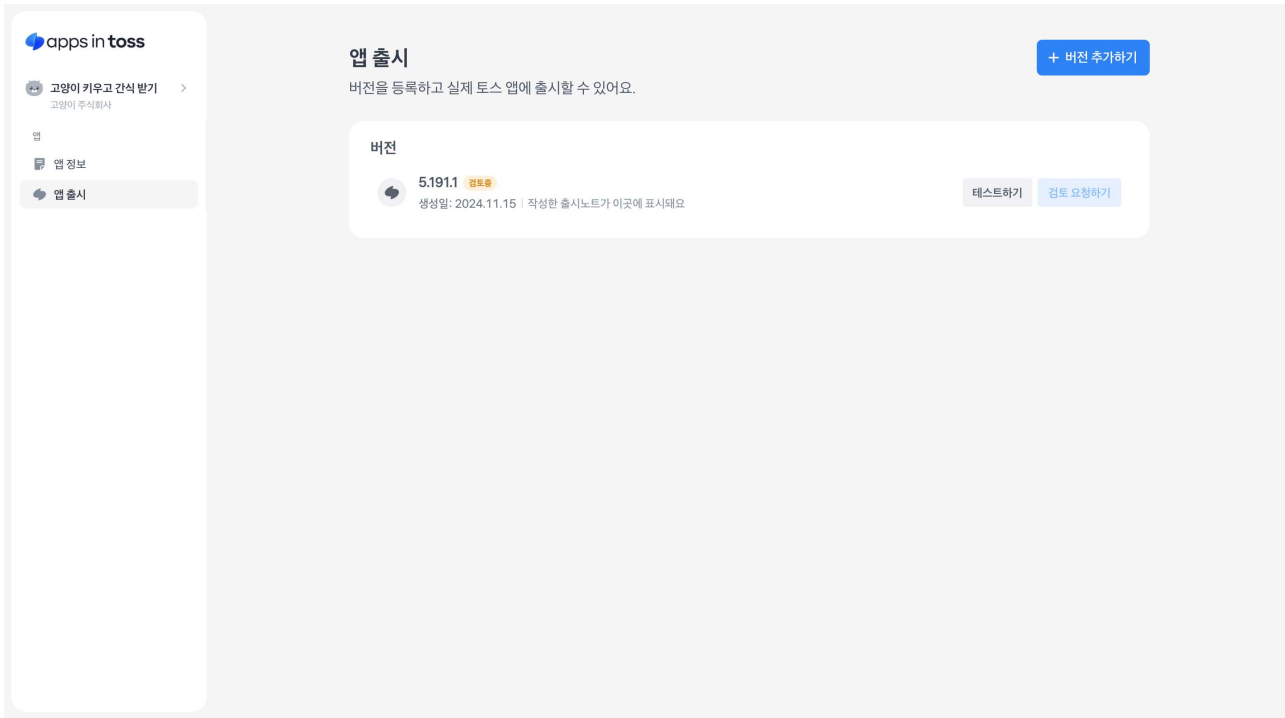 apps in toss
고양이 키우고 간식 받기
고양이 주식회사
앱
앱 정보
앱 출시
앱 출시
버전을 등록하고 실제 토스 앱에 출시할 수 있어요.
+ 버전 추가하기
버전
5.191.1 검토중
생성일: 2024.11.15 | 작성한 출시노트가 이곳에 표시돼요
테스트하기 검토 요청하기